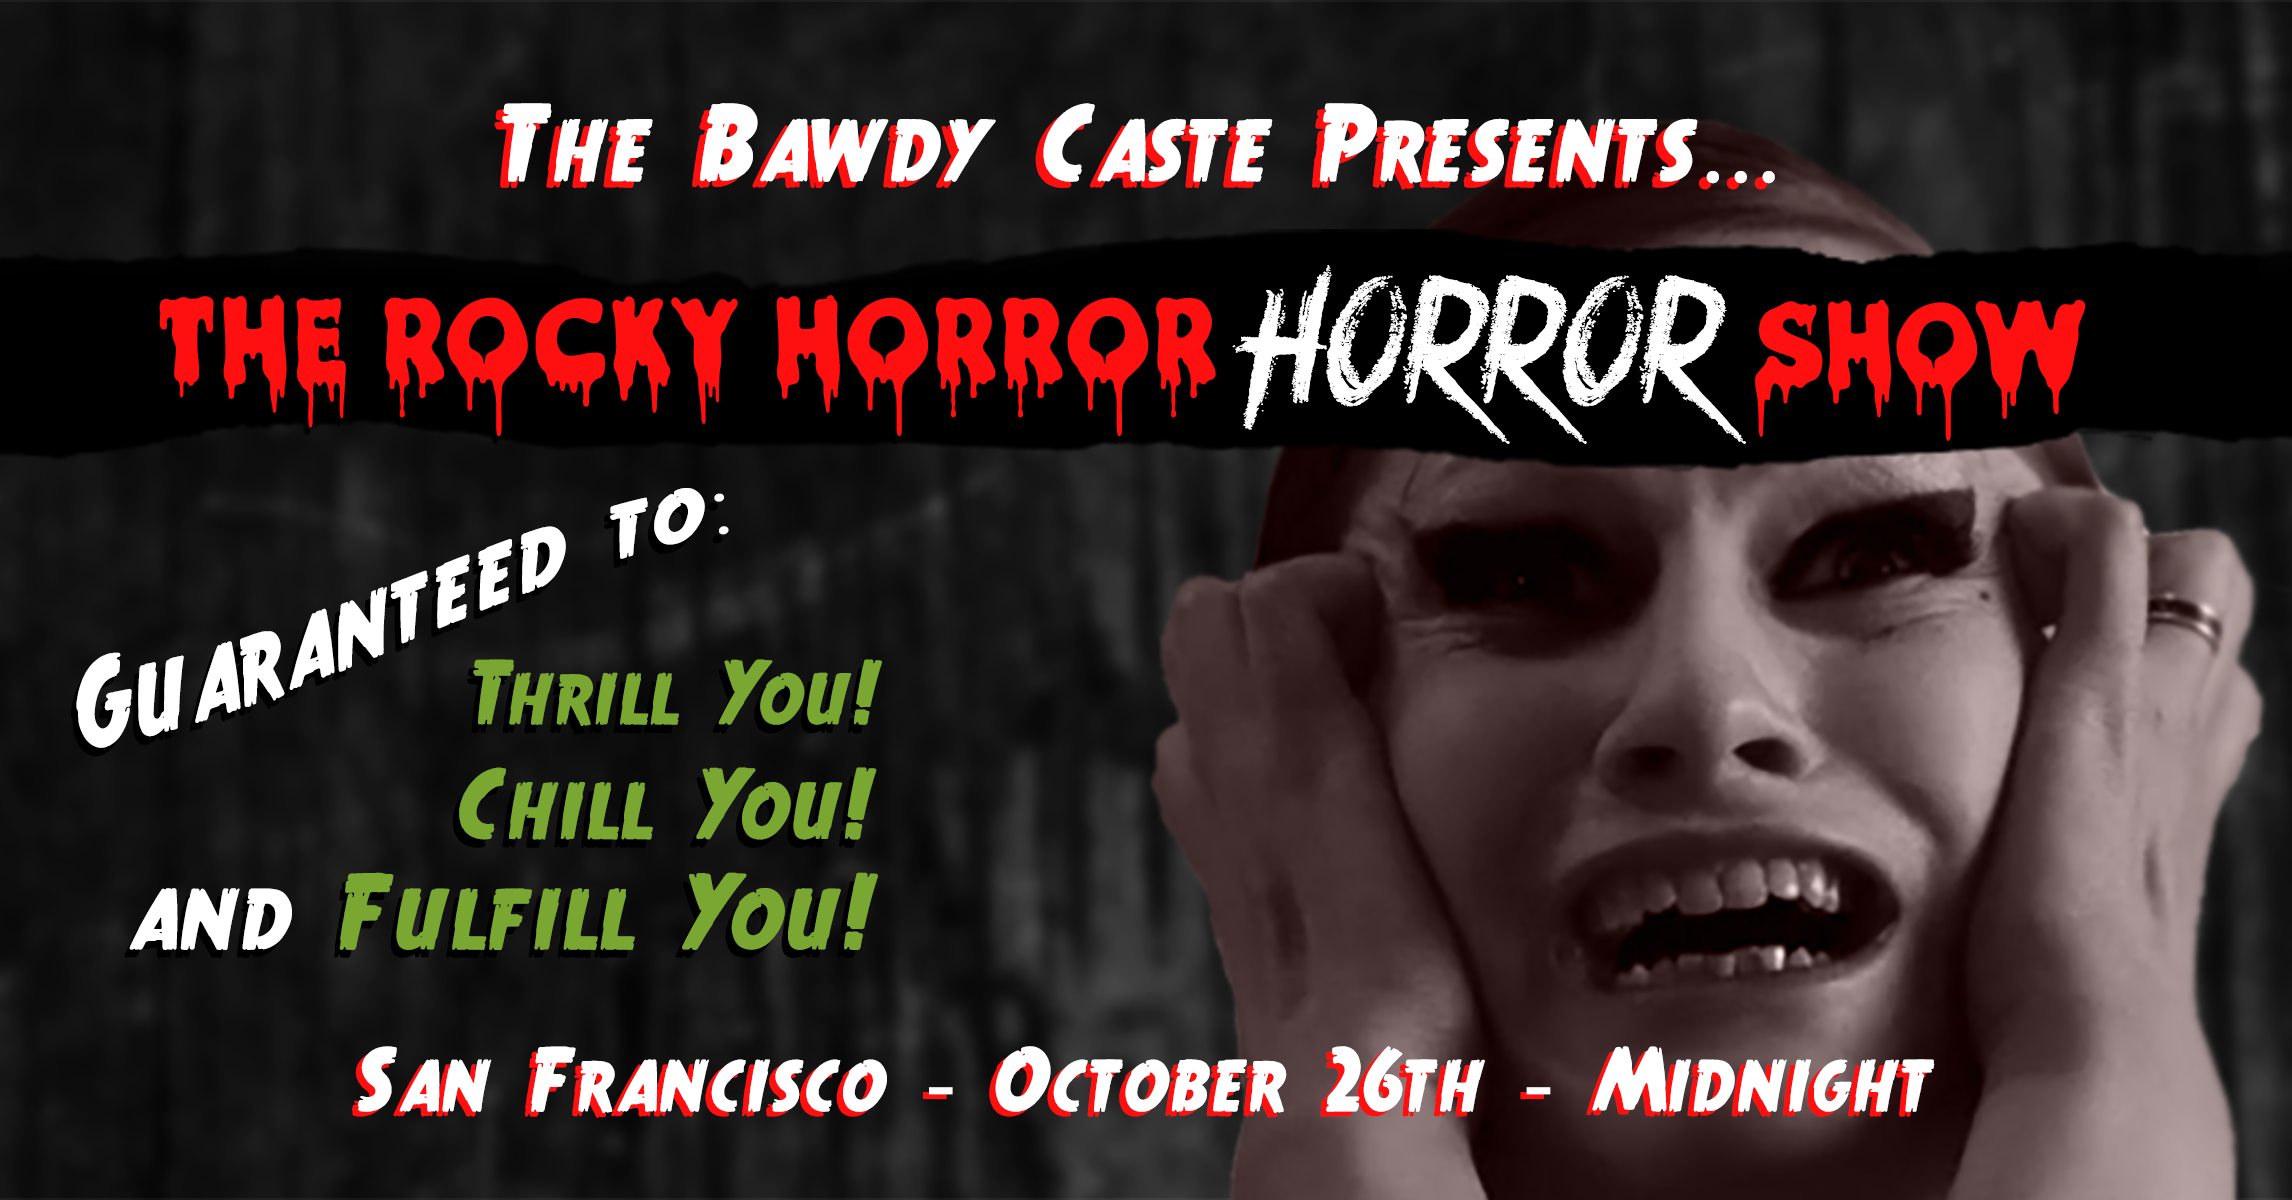 The Bawdy Caste Presents...
THE ROCKY HORROR HORROR SHOW
Guaranteed to:
Thrill You!
Chill You!
and Fulfill You!
San Francisco - October 26th - Midnight